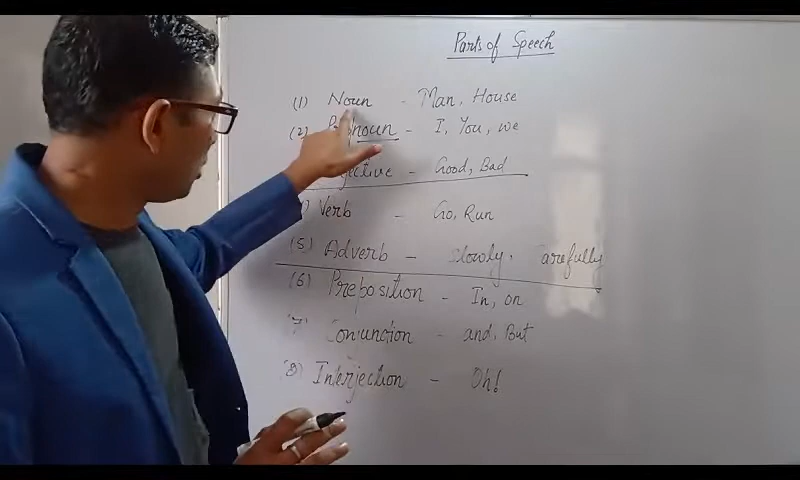 Parts of Speech
(1) Noun - Man, House
(2) noun - I, You, we
jective - Good, Bad
) Verb - Go, Run
(5) Adverb - Slowly, Carefully
(6) Preposition - In, on
(7) Conjunction - and, But
(8) Interjection - Oh!